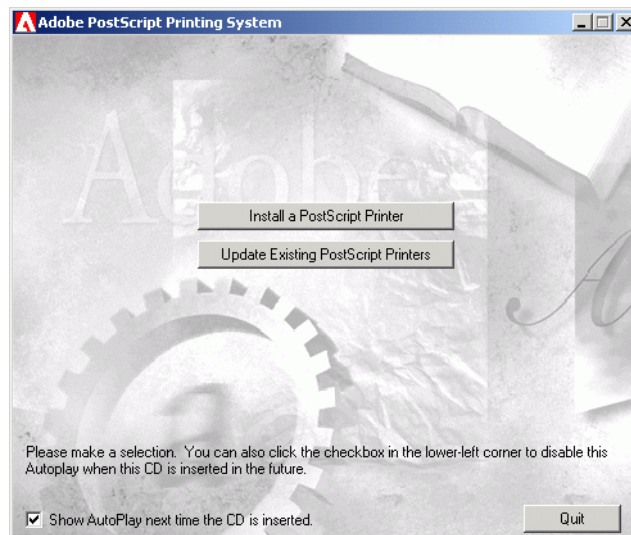 Adobe PostScript Printing System
Adobe
Install a PostScript Printer
Update Existing PostScript Printers
A
Please make a selection. You can also click the checkbox in the lower-left corner to disable this
Autoplay when this CD is inserted in the future.
Show AutoPlay next time the CD is inserted.
Quit